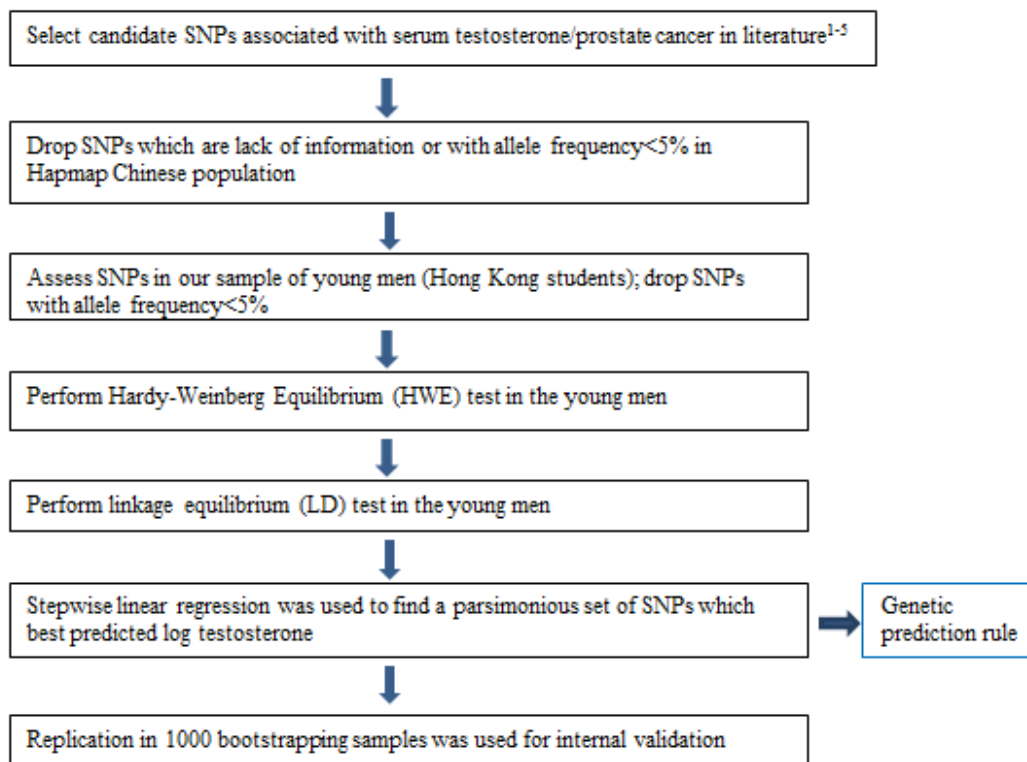 Select candidate SNPs associated with serum testosterone/prostate cancer in literature1-5
Drop SNPs which are lack of information or with allele frequency<5% in
Hapmap Chinese population
Assess SNPs in our sample of young men (Hong Kong students); drop SNPs
with allele frequency<5%
Perform Hardy-Weinberg Equilibrium (HWE) test in the young men
Perform linkage equilibrium (LD) test in the young men
Stepwise linear regression was used to find a parsimonious set of SNPs which
best predicted log testosterone
Genetic
prediction rule
Replication in 1000 bootstrapping samples was used for internal validation